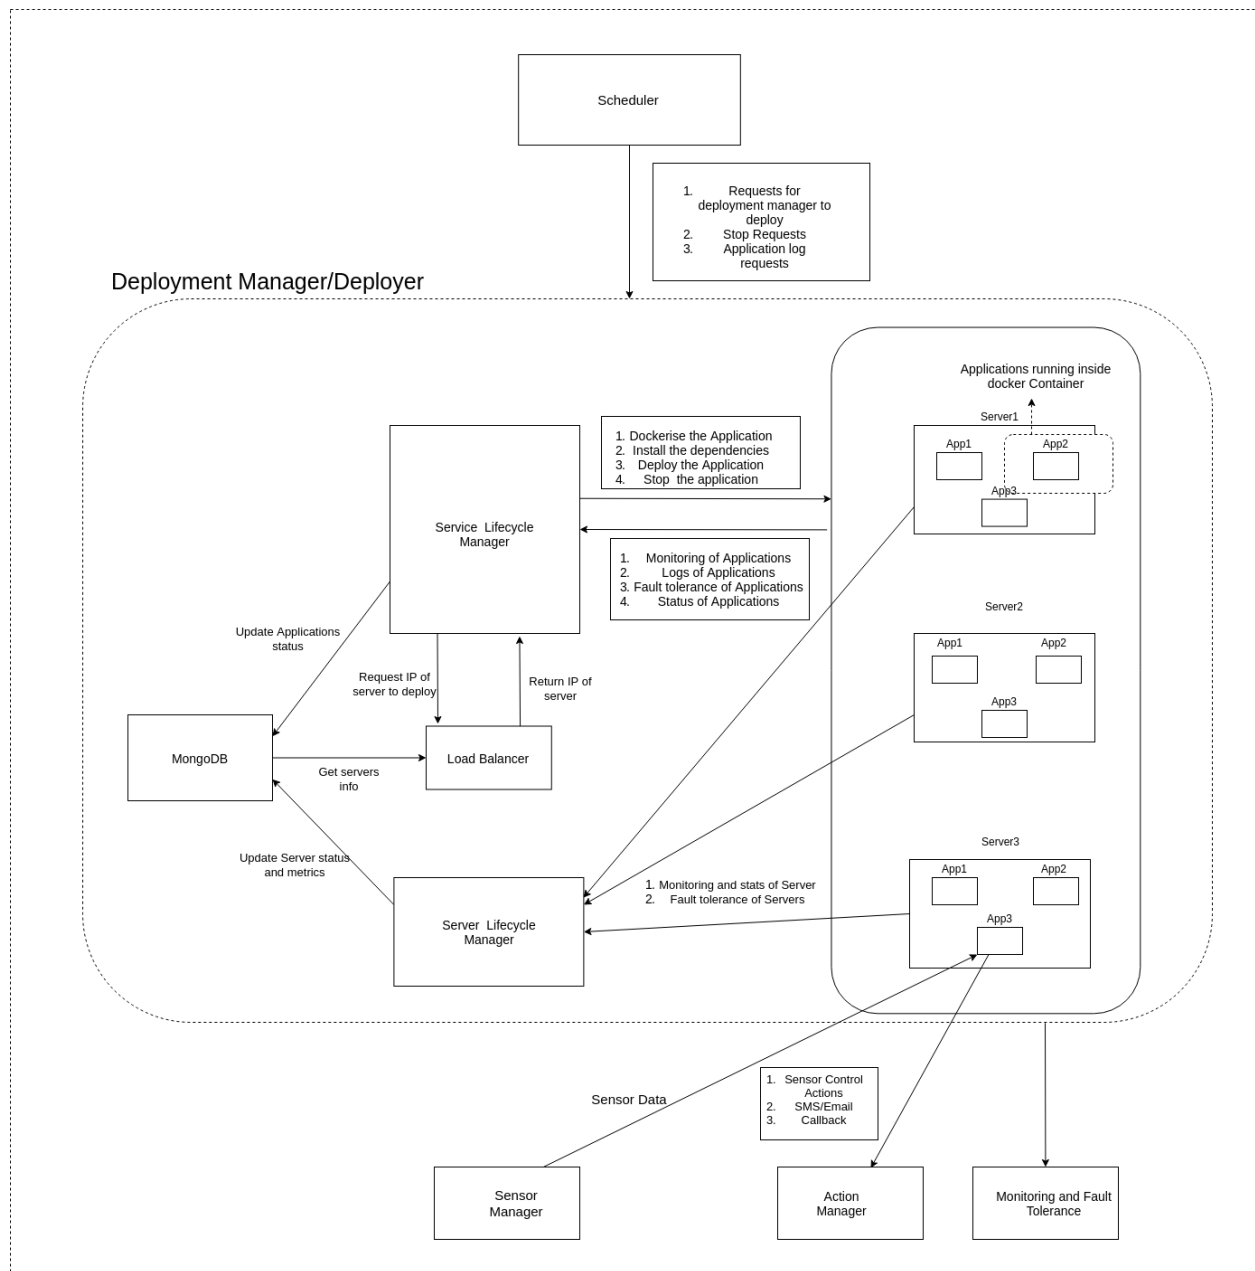 Scheduler
1. Requests for
deployment manager to
deploy
2. Stop Requests
3. Application log
requests
Deployment Manager/Deployer
Applications running inside
docker Container
Server1
App1
App2
App3
1. Dockerise the Application
2. Install the dependencies
3. Deploy the Application
4. Stop the application
Service Lifecycle
Manager
1. Monitoring of Applications
2. Logs of Applications
3. Fault tolerance of Applications
4. Status of Applications
Server2
App1
App2
App3
Update Applications
status
Request IP of
server to deploy
Return IP of
server
MongoDB
Load Balancer
Get servers
info
Server3
App1
App2
App3
Update Server status
and metrics
1. Monitoring and stats of Server
2. Fault tolerance of Servers
Server Lifecycle
Manager
Sensor Data
1. Sensor Control
Actions
2. SMS/Email
3. Callback
Sensor
Manager
Action
Manager
Monitoring and Fault
Tolerance